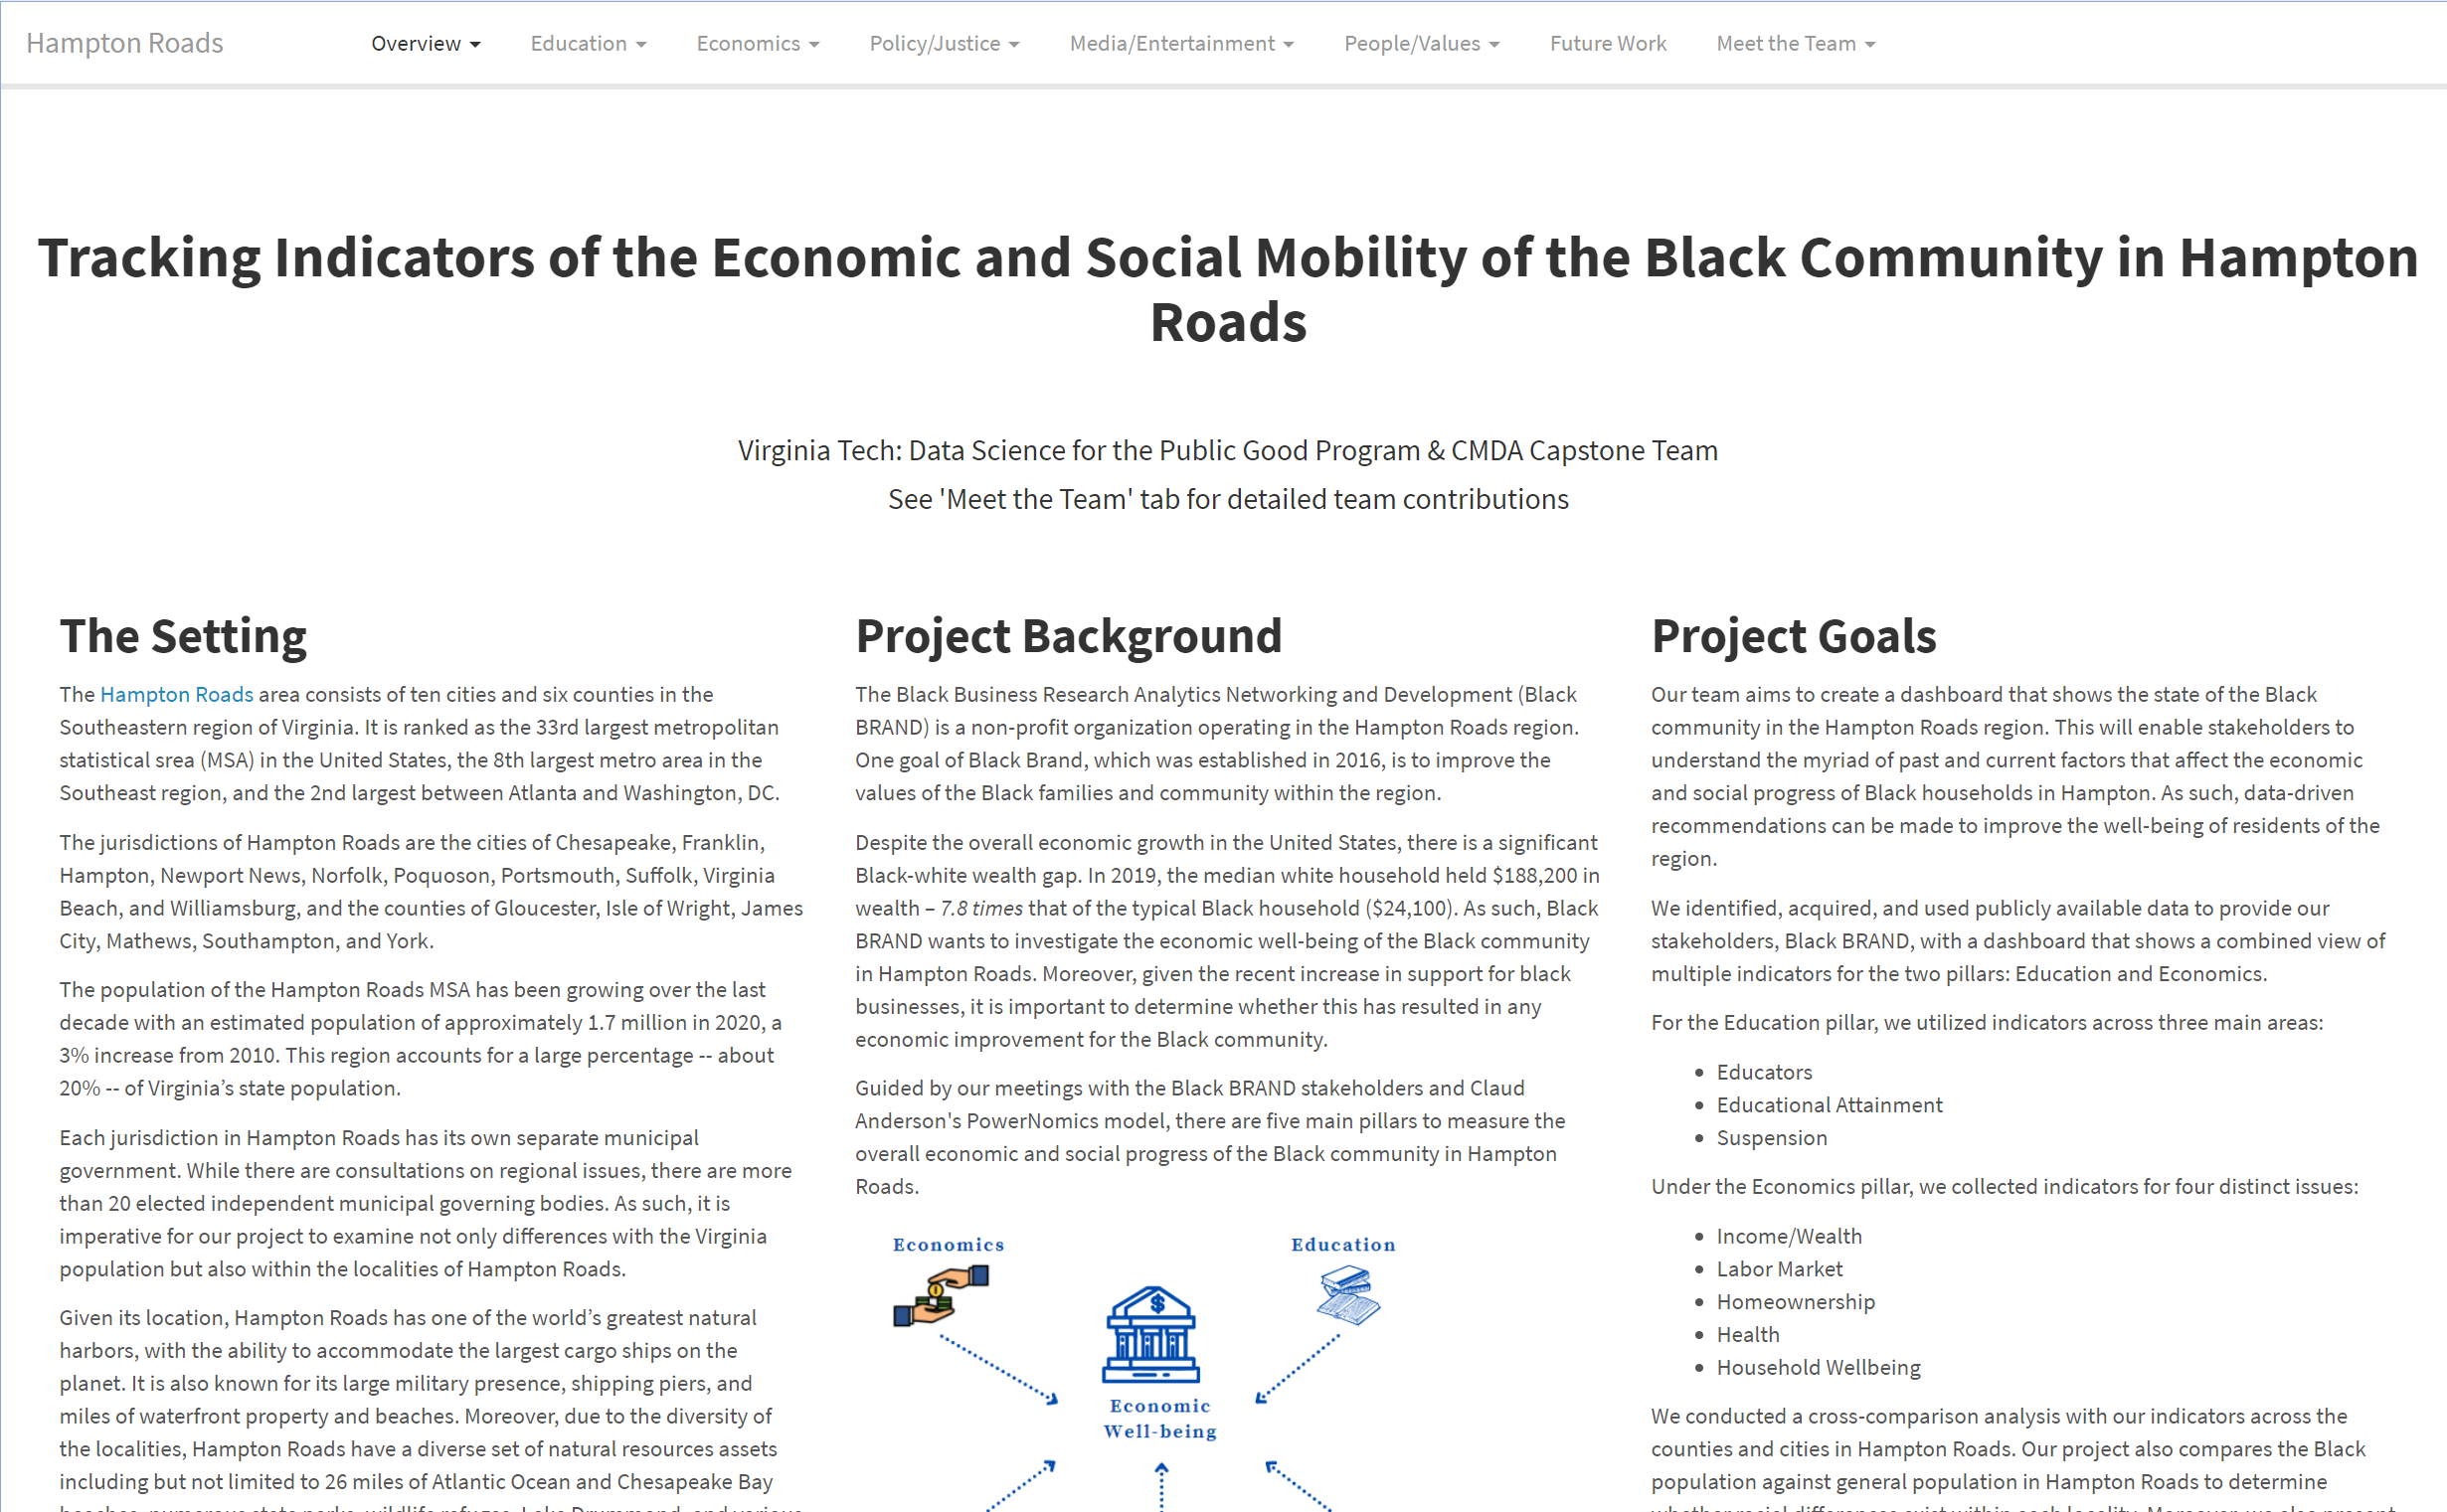 Hampton Roads
Overview
Education
Economics
Policy/Justice
Media/Entertainment
People/Values
Future Work
Meet the Team
Tracking Indicators of the Economic and Social Mobility of the Black Community in Hampton
Roads
Virginia Tech: Data Science for the Public Good Program & CMDA Capstone Team
See 'Meet the Team' tab for detailed team contributions
The Setting
The Hampton Roads area consists of ten cities and six counties in the
Southeastern region of Virginia. It is ranked as the 33rd largest metropolitan
statistical srea (MSA) in the United States, the 8th largest metro area in the
Southeast region, and the 2nd largest between Atlanta and Washington, DC.
The jurisdictions of Hampton Roads are the cities of Chesapeake, Franklin,
Hampton, Newport News, Norfolk, Poquoson, Portsmouth, Suffolk, Virginia
Beach, and Williamsburg, and the counties of Gloucester, Isle of Wright, James
City, Mathews, Southampton, and York.
The population of the Hampton Roads MSA has been growing over the last
decade with an estimated population of approximately 1.7 million in 2020, a
3% increase from 2010. This region accounts for a large percentage -- about
20% -- of Virginia’s state population.
Each jurisdiction in Hampton Roads has its own separate municipal
government. While there are consultations on regional issues, there are more
than 20 elected independent municipal governing bodies. As such, it is
imperative for our project to examine not only differences with the Virginia
population but also within the localities of Hampton Roads.
Given its location, Hampton Roads has one of the world’s greatest natural
harbors, with the ability to accommodate the largest cargo ships on the
planet. It is also known for its large military presence, shipping piers, and
miles of waterfront property and beaches. Moreover, due to the diversity of
the localities, Hampton Roads have a diverse set of natural resources assets
including but not limited to 26 miles of Atlantic Ocean and Chesapeake Bay
Project Background
The Black Business Research Analytics Networking and Development (Black
BRAND) is a non-profit organization operating in the Hampton Roads region.
One goal of Black Brand, which was established in 2016, is to improve the
values of the Black families and community within the region.
Despite the overall economic growth in the United States, there is a significant
Black-white wealth gap. In 2019, the median white household held $188,200 in
wealth – 7.8 times that of the typical Black household ($24,100). As such, Black
BRAND wants to investigate the economic well-being of the Black community
in Hampton Roads. Moreover, given the recent increase in support for black
businesses, it is important to determine whether this has resulted in any
economic improvement for the Black community.
Guided by our meetings with the Black BRAND stakeholders and Claud
Anderson's PowerNomics model, there are five main pillars to measure the
overall economic and social progress of the Black community in Hampton
Roads.
Economics
Education
Economic
Well-being
Project Goals
Our team aims to create a dashboard that shows the state of the Black
community in the Hampton Roads region. This will enable stakeholders to
understand the myriad of past and current factors that affect the economic
and social progress of Black households in Hampton. As such, data-driven
recommendations can be made to improve the well-being of residents of the
region.
We identified, acquired, and used publicly available data to provide our
stakeholders, Black BRAND, with a dashboard that shows a combined view of
multiple indicators for the two pillars: Education and Economics.
For the Education pillar, we utilized indicators across three main areas:
• Educators
• Educational Attainment
• Suspension
Under the Economics pillar, we collected indicators for four distinct issues:
• Income/Wealth
• Labor Market
• Homeownership
• Health
• Household Wellbeing
We conducted a cross-comparison analysis with our indicators across the
counties and cities in Hampton Roads. Our project also compares the Black
population against general population in Hampton Roads to determine